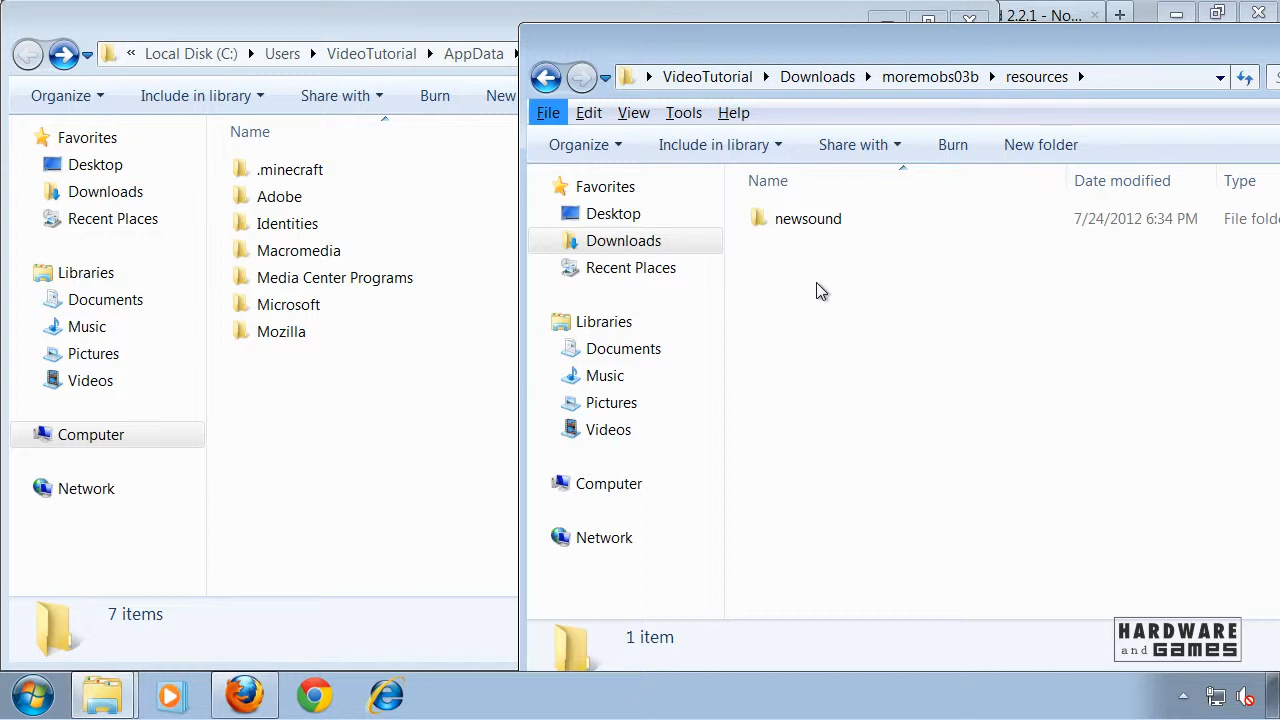 2.2.1 - No...
« Local Disk (C:) Users VideoTutorial AppData
Organize Include in library Share with Burn New
Name
Favorites
Desktop
Downloads
Recent Places
Libraries
Documents
Music
Pictures
Videos
Computer
Network
.minecraft
Adobe
Identities
Macromedia
Media Center Programs
Microsoft
Mozilla
7 items
VideoTutorial Downloads moremobs03b resources
File Edit View Tools Help
Organize Include in library Share with Burn New folder
Name Date modified Type
Favorites
Desktop
Downloads
Recent Places
Libraries
Documents
Music
Pictures
Videos
Computer
Network
newsound 7/24/2012 6:34 PM File folde
1 item
HARDWARE
and GAMES